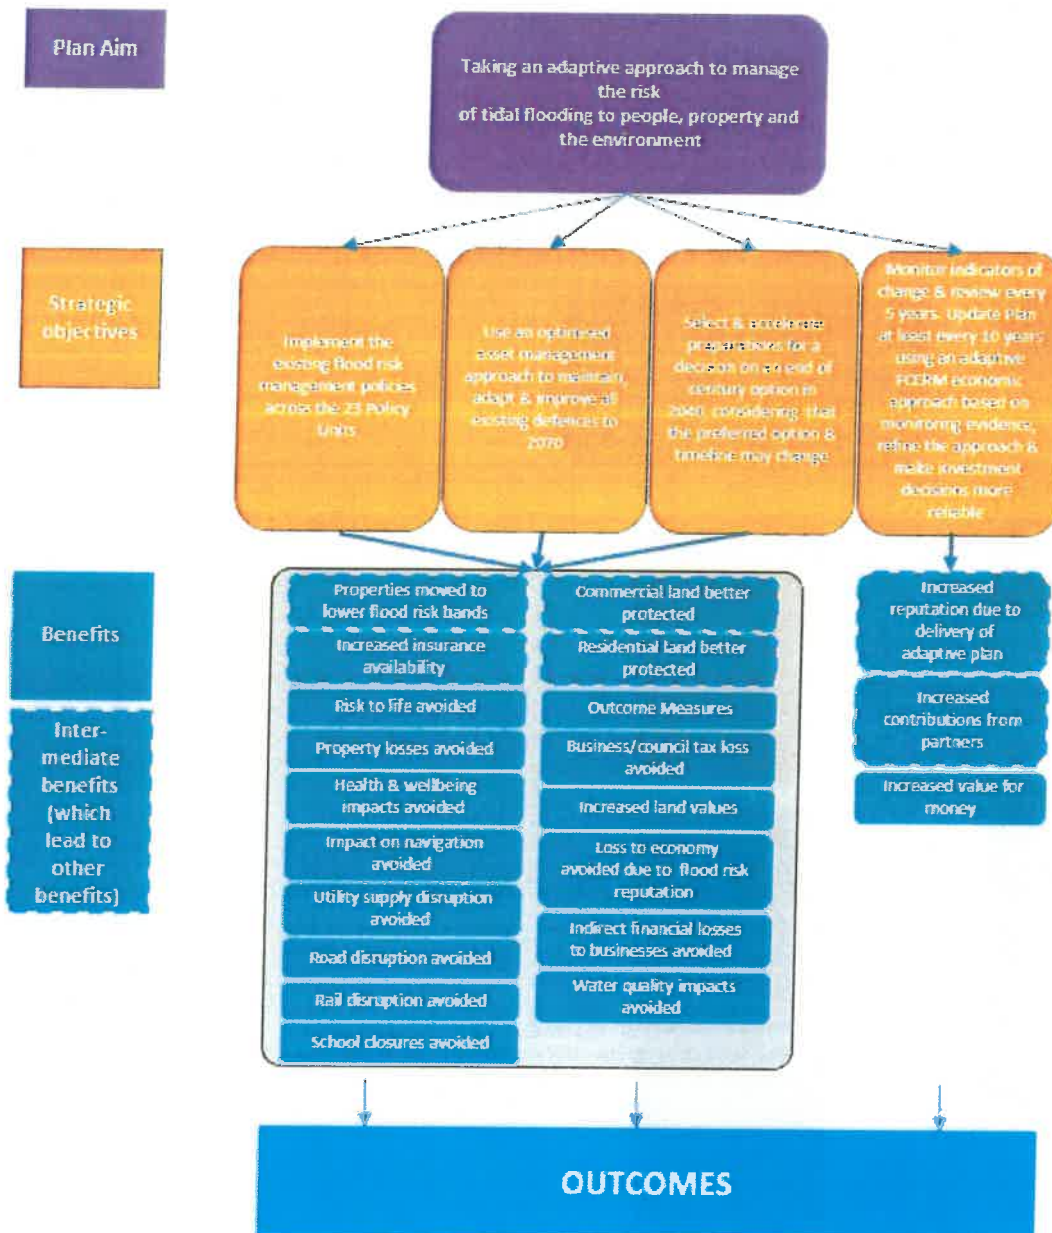 Plan Aim
Taking an adaptive approach to manage
the risk
of tidal flooding to people, property and
the environment
Strategic
objectives
Implement the
existing flood risk
management policies
across the 23 Policy
Units
Use an optimised
asset management
approach to maintain,
adapt & improve all
existing defences to
2070
Select & accelerate
preparations for a
decision on an end of
century option in
2040, considering that
the preferred option &
timeline may change
Monitor indicators of
change & review every
5 years. Update Plan
at least every 10 years
using an adaptive
FCERM economic
approach based on
monitoring evidence,
refine the approach &
make investment
decisions more
reliable
Benefits
Inter-
mediate
benefits
(which
lead to
other
benefits)
Properties moved to
lower flood risk bands
Increased insurance
availability
Risk to life avoided
Property losses avoided
Health & wellbeing
impacts avoided
Impact on navigation
avoided
Utility supply disruption
avoided
Road disruption avoided
Rail disruption avoided
School closures avoided
Commercial land better
protected
Residential land better
protected
Outcome Measures
Business/council tax loss
avoided
Increased land values
Loss to economy
avoided due to flood risk
reputation
Indirect financial losses
to businesses avoided
Water quality impacts
avoided
Increased
reputation due to
delivery of
adaptive plan
Increased
contributions from
partners
Increased value for
money
OUTCOMES